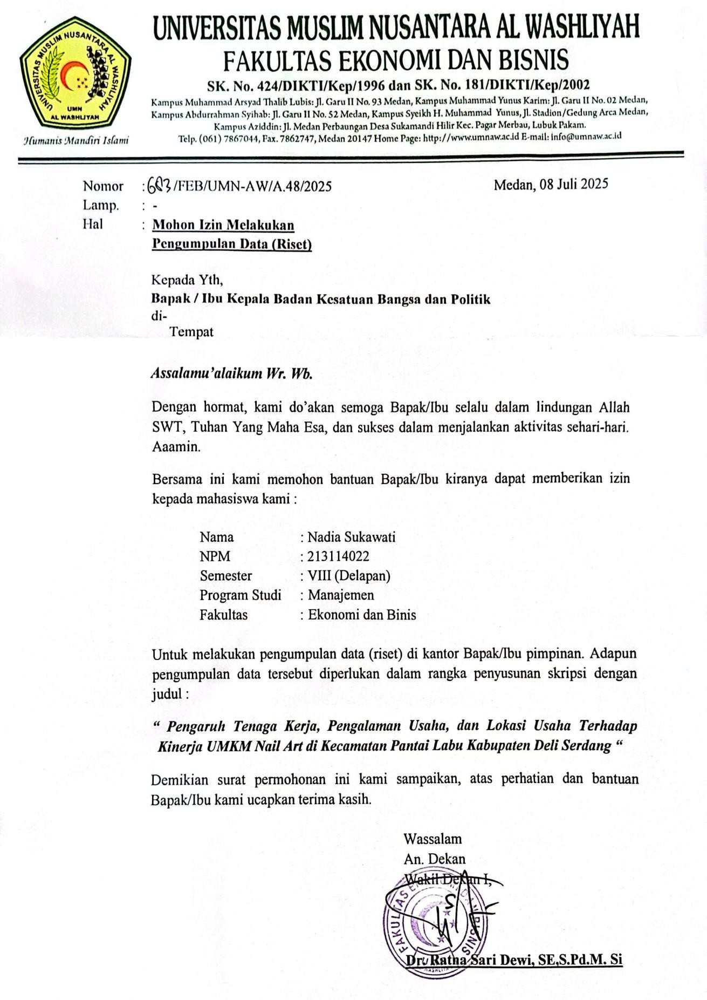 UNIVERSITAS MUSLIM NUSANTARA AL WASHLIYAH
UMN
AL WASHLIYAH
Humanis Mandiri Islami
UNIVERSITAS MUSLIM NUSANTARA AL WASHLIYAH
FAKULTAS EKONOMI DAN BISNIS
SK. No. 424/DIKTI/Kep/1996 dan SK. No. 181/DIKTI/Kep/2002
Kampus Muhammad Arsyad Thalib Lubis: Jl. Garu II No. 93 Medan, Kampus Muhammad Yunus Karim: Jl. Garu II No. 02 Medan,
Kampus Abdurrahman Syihab: Jl. Garu II No. 52 Medan, Kampus Syeikh H. Muhammad Yunus, Jl. Stadion/Gedung Arca Medan,
Kampus Aziddin: Jl. Medan Perbaungan Desa Sukamandi Hilir Kec. Pagar Merbau, Lubuk Pakam.
Telp. (061) 7867044, Fax. 7862747, Medan 20147 Home Page: http://www.umnaw.ac.id E-mail: info@umnaw.ac.id
Nomor : /FEB/UMN-AW/A.48/2025 Medan, 08 Juli 2025
Lamp. : -
Hal : Mohon Izin Melakukan
Pengumpulan Data (Riset)
Kepada Yth,
Bapak / Ibu Kepala Badan Kesatuan Bangsa dan Politik
di-
Tempat
Assalamu’alaikum Wr. Wb.
Dengan hormat, kami do’akan semoga Bapak/Ibu selalu dalam lindungan Allah
SWT, Tuhan Yang Maha Esa, dan sukses dalam menjalankan aktivitas sehari-hari.
Aaamin.
Bersama ini kami memohon bantuan Bapak/Ibu kiranya dapat memberikan izin
kepada mahasiswa kami :
Nama : Nadia Sukawati
NPM : 213114022
Semester : VIII (Delapan)
Program Studi : Manajemen
Fakultas : Ekonomi dan Binis
Untuk melakukan pengumpulan data (riset) di kantor Bapak/Ibu pimpinan. Adapun
pengumpulan data tersebut diperlukan dalam rangka penyusunan skripsi dengan
judul :
“ Pengaruh Tenaga Kerja, Pengalaman Usaha, dan Lokasi Usaha Terhadap
Kinerja UMKM Nail Art di Kecamatan Pantai Labu Kabupaten Deli Serdang “
Demikian surat permohonan ini kami sampaikan, atas perhatian dan bantuan
Bapak/Ibu kami ucapkan terima kasih.
Wassalam
An. Dekan
Wakil Dekan I,
FAKULTAS EKONOMI DAN BISNIS
Dr. Ratna Sari Dewi, SE,S.Pd.M. Si